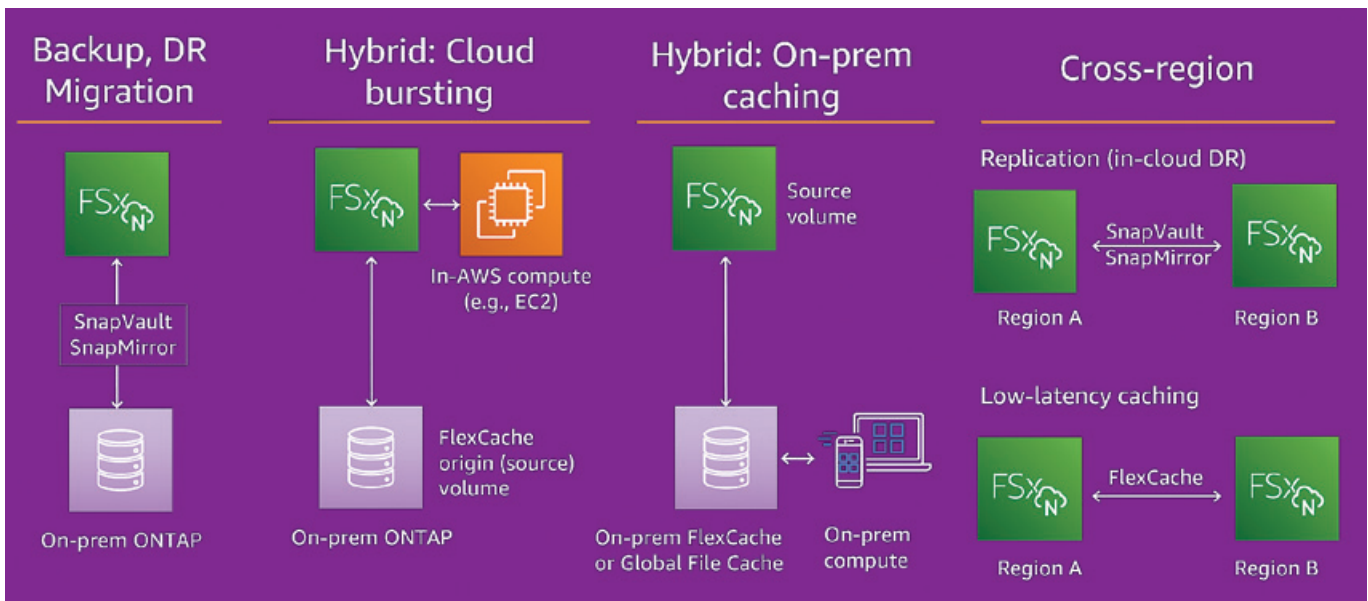 Backup, DR
Migration
FSx
N
SnapVault
SnapMirror
On-prem ONTAP
Hybrid: Cloud
bursting
FSx
N
In-AWS compute
(e.g., EC2)
FlexCache
origin (source)
volume
On-prem ONTAP
Hybrid: On-prem
caching
FSx
N
Source
volume
On-prem FlexCache
or Global File Cache
On-prem
compute
Cross-region
Replication (in-cloud DR)
FSx
N
SnapVault
SnapMirror
FSx
N
Region A
Region B
Low-latency caching
FSx
N
FlexCache
FSx
N
Region A
Region B